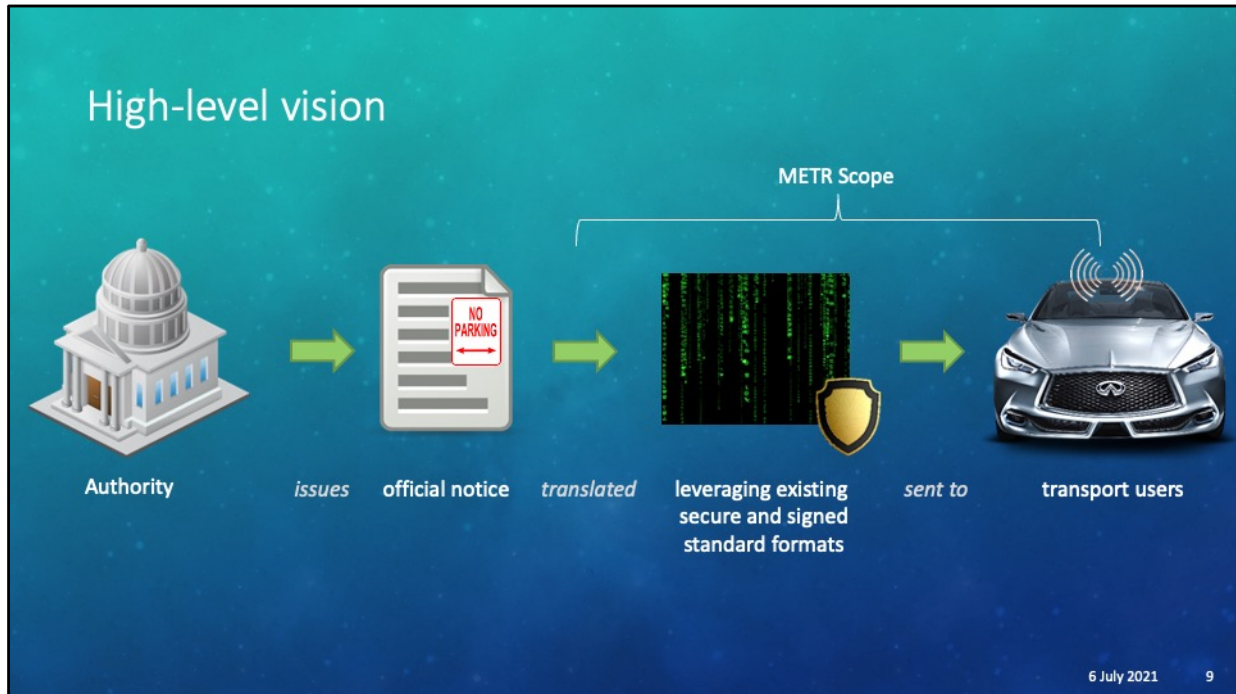 High-level vision
METR Scope
NO
PARKING
Authority
issues
official notice
translated
leveraging existing
secure and signed
standard formats
sent to
transport users
6 July 2021
9